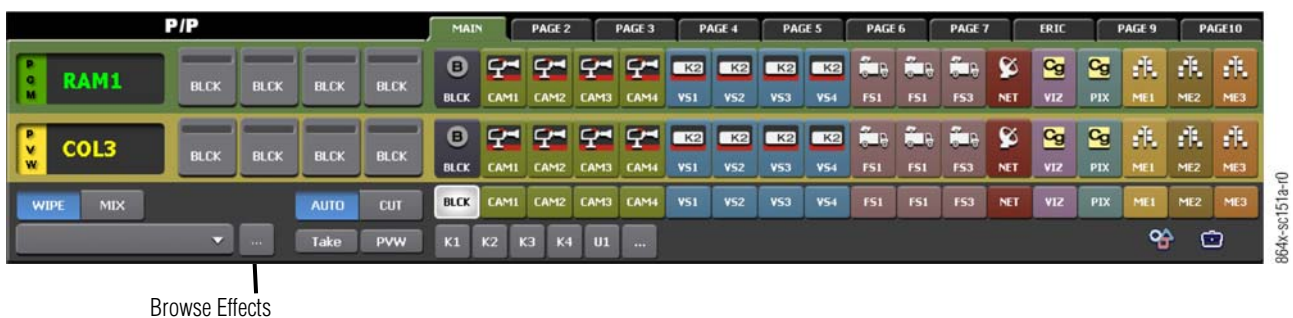 P/P MAIN PAGE 2 PAGE 3 PAGE 4 PAGE 5 PAGE 6 PAGE 7 ERIC PAGE 9 PAGE10
PGM RAM1 BLCK BLCK BLCK BLCK B BLCK CAM1 CAM2 CAM3 CAM4 K2 VS1 K2 VS2 K2 VS3 K2 VS4 FS1 FS1 FS3 NET Cg VIZ Cg PIX ME1 ME2 ME3
PVW COL3 BLCK BLCK BLCK BLCK B BLCK CAM1 CAM2 CAM3 CAM4 K2 VS1 K2 VS2 K2 VS3 K2 VS4 FS1 FS1 FS3 NET Cg VIZ Cg PIX ME1 ME2 ME3
WIPE MIX AUTO CUT BLCK CAM1 CAM2 CAM3 CAM4 VS1 VS2 VS3 VS4 FS1 FS1 FS3 NET VIZ PIX ME1 ME2 ME3
... Take PVW K1 K2 K3 K4 U1 ...
Browse Effects
864x-sc151a-r0